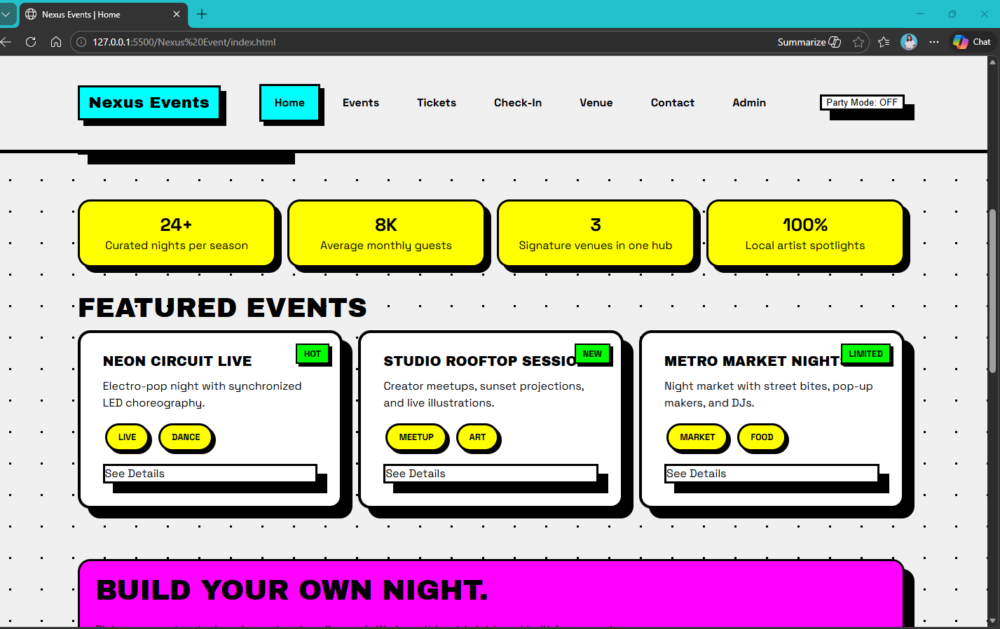 Nexus Events | Home
127.0.0.1:5500/Nexus%20Event/index.html
Summarize
Chat
Nexus Events
Home
Events
Tickets
Check-In
Venue
Contact
Admin
Party Mode: OFF
24+
Curated nights per season
8K
Average monthly guests
3
Signature venues in one hub
100%
Local artist spotlights
FEATURED EVENTS
HOT
NEON CIRCUIT LIVE
Electro-pop night with synchronized
LED choreography.
LIVE
DANCE
See Details
NEW
STUDIO ROOFTOP SESSIO
Creator meetups, sunset projections,
and live illustrations.
MEETUP
ART
See Details
LIMITED
METRO MARKET NIGHTS
Night market with street bites, pop-up
makers, and DJs.
MARKET
FOOD
See Details
BUILD YOUR OWN NIGHT.